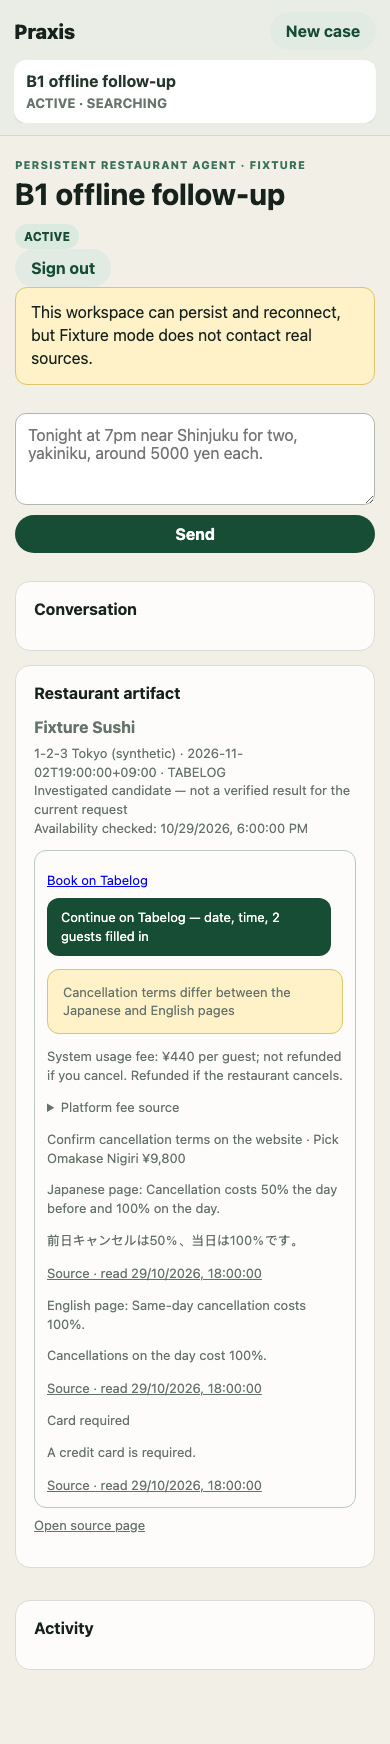 Praxis
New case
B1 offline follow-up
ACTIVE · SEARCHING
PERSISTENT RESTAURANT AGENT · FIXTURE
B1 offline follow-up
ACTIVE
Sign out
This workspace can persist and reconnect,
but Fixture mode does not contact real
sources.
Tonight at 7pm near Shinjuku for two,
yakiniku, around 5000 yen each.
Send
Conversation
Restaurant artifact
Fixture Sushi
1-2-3 Tokyo (synthetic) · 2026-11-
02T19:00:00+09:00 · TABELOG
Investigated candidate — not a verified result for the
current request
Availability checked: 10/29/2026, 6:00:00 PM
Book on Tabelog
Continue on Tabelog — date, time, 2
guests filled in
Cancellation terms differ between the
Japanese and English pages
System usage fee: ¥440 per guest; not refunded
if you cancel. Refunded if the restaurant cancels.
▶ Platform fee source
Confirm cancellation terms on the website · Pick
Omakase Nigiri ¥9,800
Japanese page: Cancellation costs 50% the day
before and 100% on the day.
前日キャンセルは50%、当日は100%です。
Source · read 29/10/2026, 18:00:00
English page: Same-day cancellation costs
100%.
Cancellations on the day cost 100%.
Source · read 29/10/2026, 18:00:00
Card required
A credit card is required.
Source · read 29/10/2026, 18:00:00
Open source page
Activity